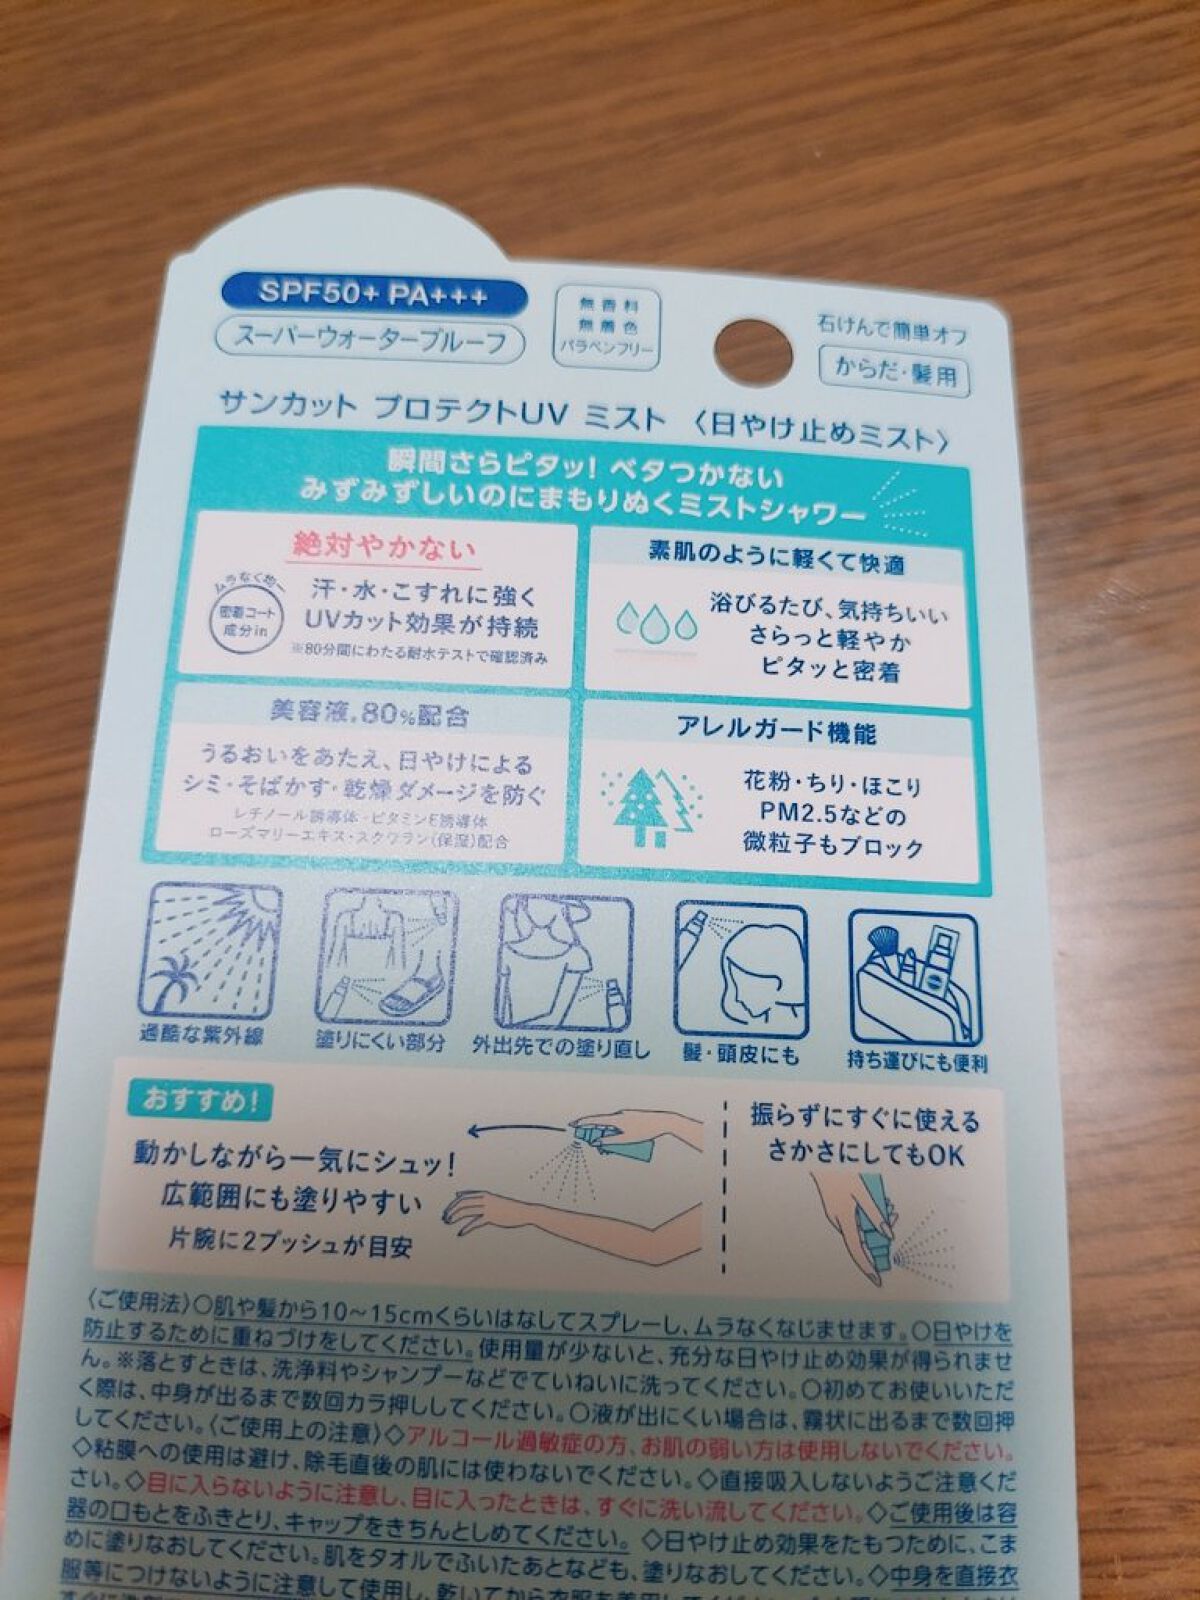 SPF50+ PA+++
スーパーウォータープルーフ
無香料
無着色
パラベンフリー
石けんで簡単オフ
からだ・髪用
サンカット プロテクトUV ミスト 〈日やけ止めミスト〉
瞬間さらピタッ! ベタつかない
みずみずしいのにまもりぬくミストシャワー
絶対やかない
ムラなく均一
密着コート
成分in
汗・水・こすれに強く
UVカット効果が持続
※80分間にわたる耐水テストで確認済み
素肌のように軽くて快適
浴びるたび、気持ちいい
さらっと軽やか
ピタッと密着
美容液 80%配合
うるおいをあたえ、日やけによる
シミ・そばかす・乾燥ダメージを防ぐ
レチノール誘導体・ビタミンE誘導体
ローズマリーエキス・スクワラン(保湿)配合
アレルガード機能
花粉・ちり・ほこり
PM2.5などの
微粒子もブロック
過酷な紫外線
塗りにくい部分
外出先での塗り直し
髪・頭皮にも
持ち運びにも便利
おすすめ!
動かしながら一気にシュッ!
広範囲にも塗りやすい
片腕に2プッシュが目安
振らずにすぐに使える
さかさにしてもOK
〈ご使用法〉○肌や髪から10〜15cmくらいはなしてスプレーし、ムラなくなじませます。○日やけを
防止するために重ねづけをしてください。使用量が少ないと、充分な日やけ止め効果が得られませ
ん。※落とすときは、洗浄料やシャンプーなどでていねいに洗ってください。○初めてお使いいただ
く際は、中身が出るまで数回カラ押ししてください。○液が出にくい場合は、霧状に出るまで数回押
してください。〈ご使用上の注意〉◇アルコール過敏症の方、お肌の弱い方は使用しないでください。
◇粘膜への使用は避け、除毛直後の肌には使わないでください。◇直接吸入しないようご注意くだ
さい。◇目に入らないように注意し、目に入ったときは、すぐに洗い流してください。◇ご使用後は容
器の口もとをふきとり、キャップをきちんとしめてください。◇日やけ止め効果をたもつために、こま
めに塗りなおしてください。肌をタオルでふいたあとなども、塗りなおしてください。◇中身を直接衣
服等につけないように注意して使用し、乾いてから衣服を着用してください。